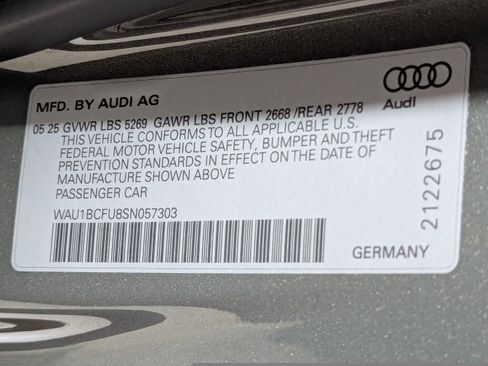 MFD. BY AUDI AG
Audi
05 25 GVWR LBS 5269 GAWR LBS FRONT 2668 /REAR 2778
THIS VEHICLE CONFORMS TO ALL APPLICABLE U.S.
FEDERAL MOTOR VEHICLE SAFETY, BUMPER AND THEFT
PREVENTION STANDARDS IN EFFECT ON THE DATE OF
MANUFACTURE SHOWN ABOVE
PASSENGER CAR
WAU1BCFU8SN057303
2122675
GERMANY